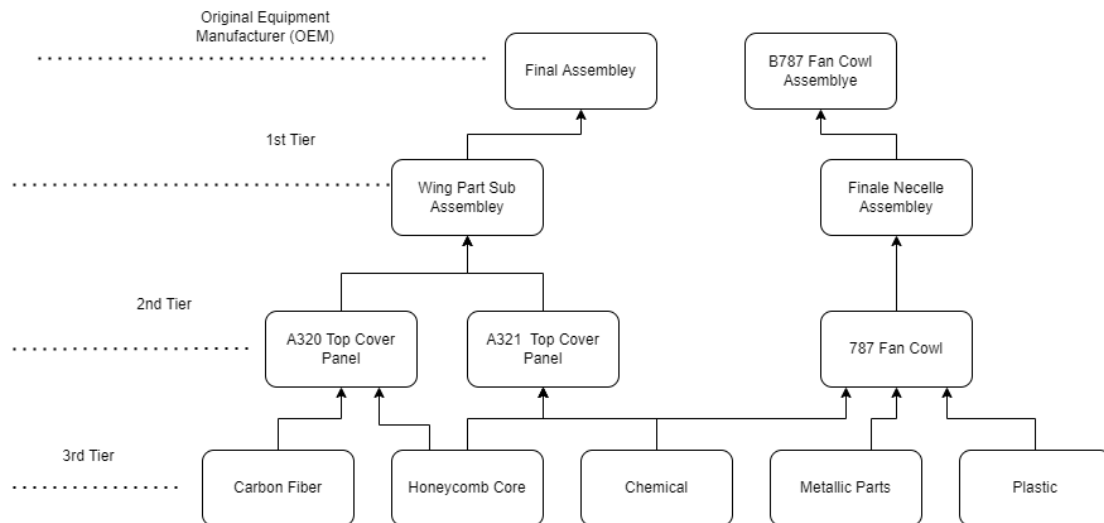 Original Equipment
Manufacturer (OEM)
Final Assembley
B787 Fan Cowl
Assemblye
1st Tier
Wing Part Sub
Assembley
Finale Necelle
Assembley
2nd Tier
A320 Top Cover
Panel
A321 Top Cover
Panel
787 Fan Cowl
3rd Tier
Carbon Fiber
Honeycomb Core
Chemical
Metallic Parts
Plastic